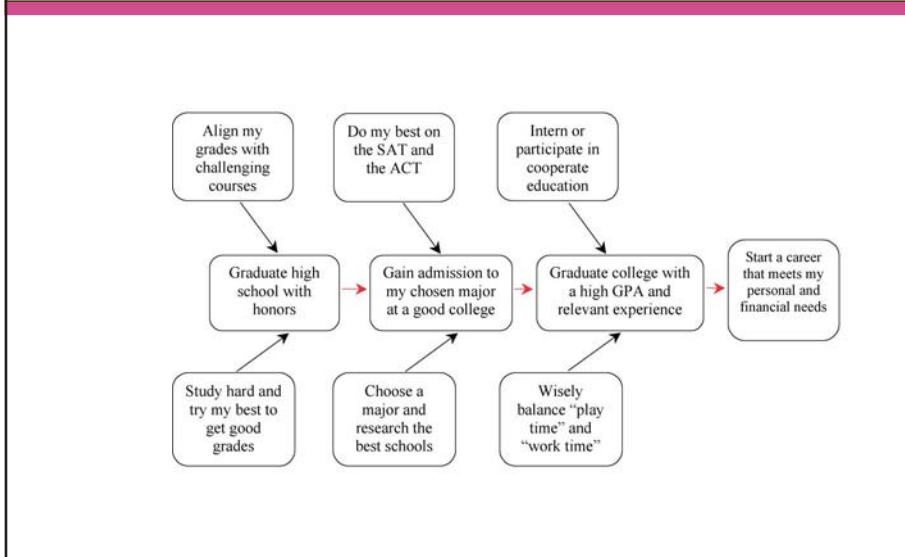 Align my
grades with
challenging
courses
Do my best on
the SAT and
the ACT
Intern or
participate in
cooperate
education
Graduate high
school with
honors
Gain admission to
my chosen major
at a good college
Graduate college with
a high GPA and
relevant experience
Start a career
that meets my
personal and
financial needs
Study hard and
try my best to
get good
grades
Choose a
major and
research the
best schools
Wisely
balance “play
time” and
“work time”